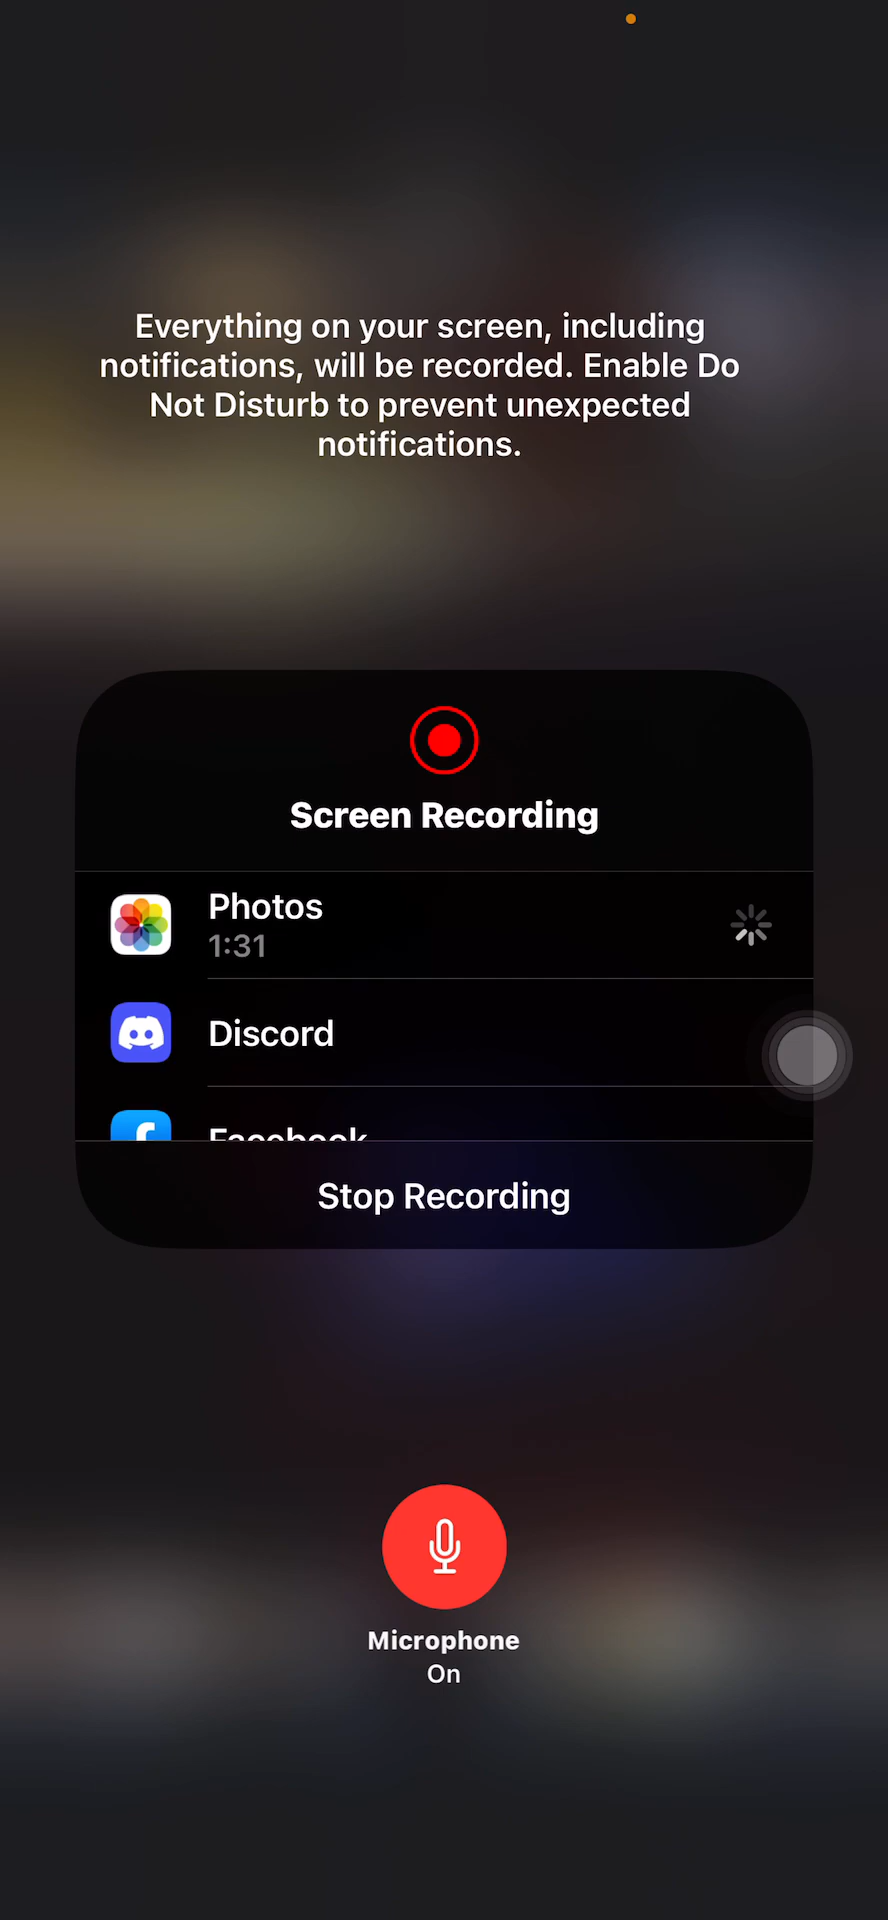 Everything on your screen, including
notifications, will be recorded. Enable Do
Not Disturb to prevent unexpected
notifications.
Screen Recording
Photos
1:31
Discord
Facebook
Stop Recording
Microphone
On